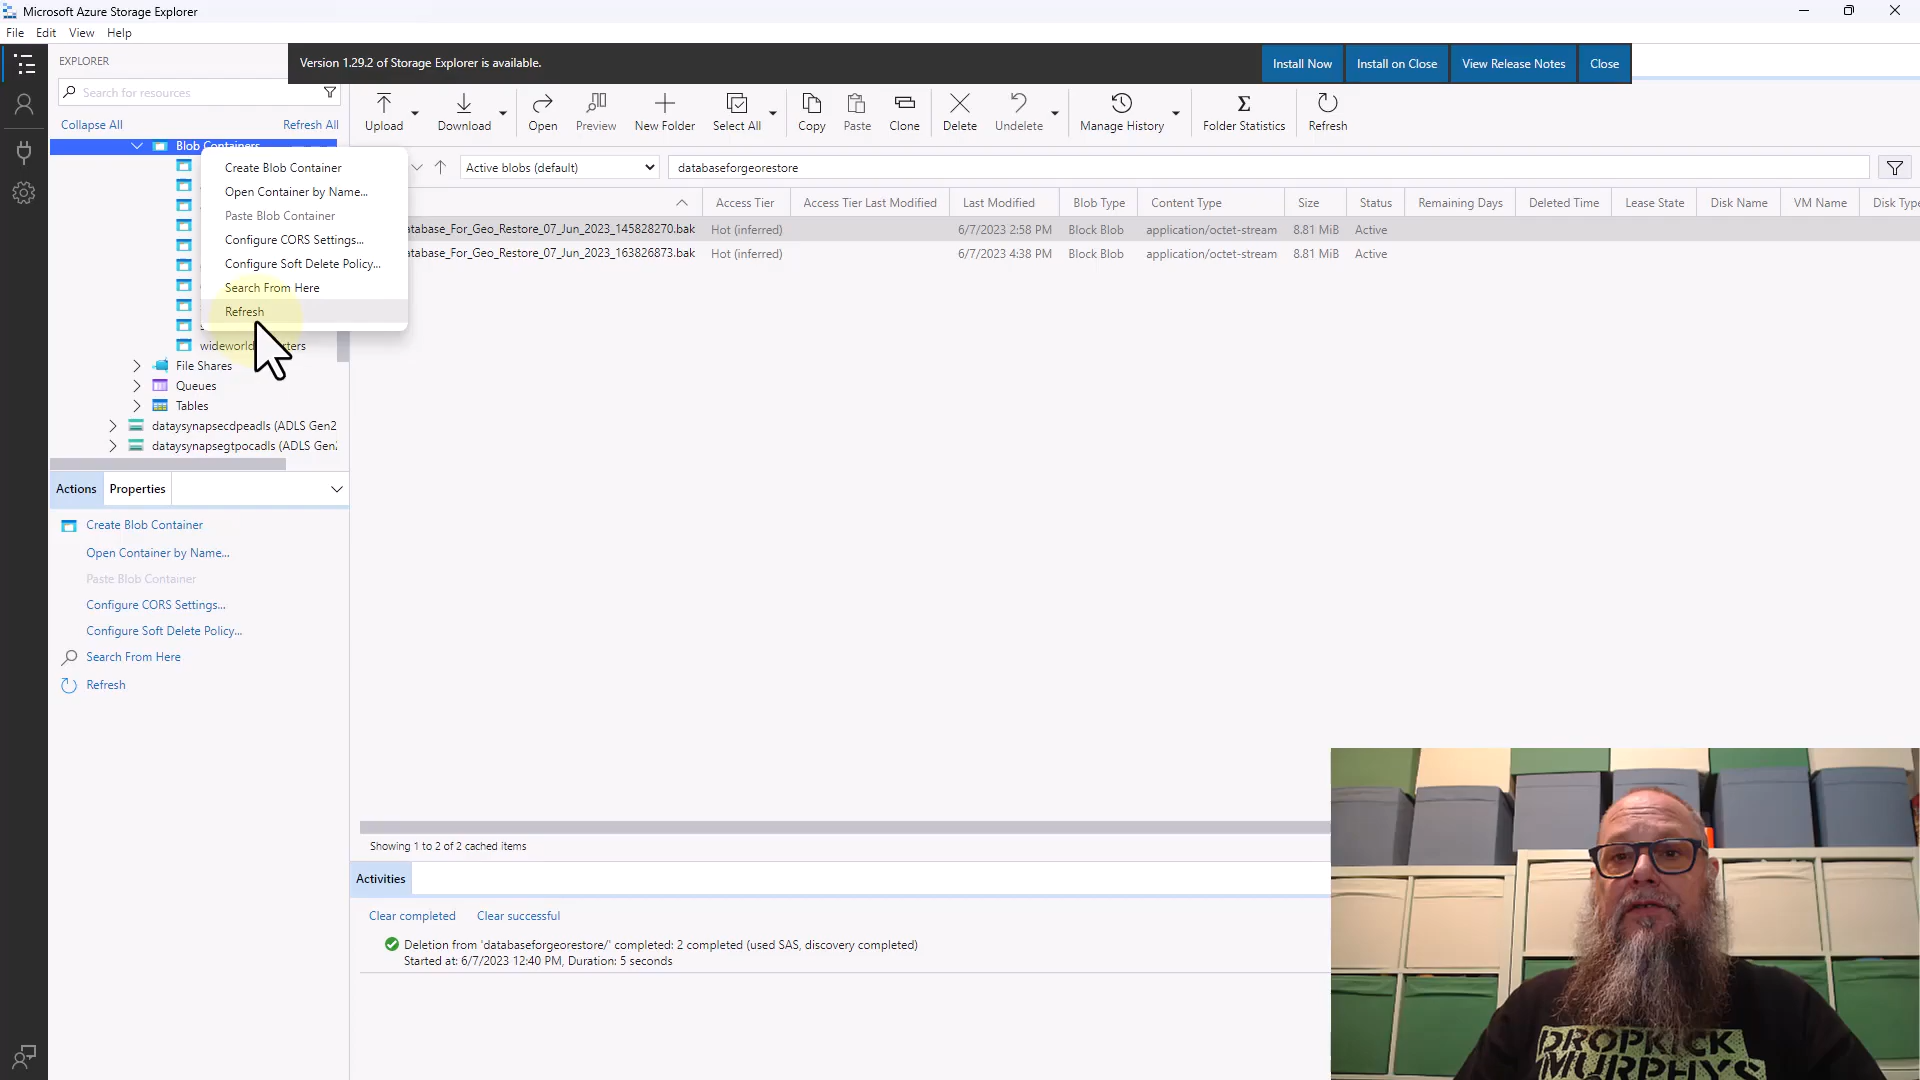 Microsoft Azure Storage Explorer
File Edit View Help
EXPLORER
Version 1.29.2 of Storage Explorer is available.
Install Now
Install on Close
View Release Notes
Close
Search for resources
Collapse All
Refresh All
Upload
Download
Open
Preview
New Folder
Select All
Copy
Paste
Clone
Delete
Undelete
Manage History
Folder Statistics
Refresh
Blob Containers
Create Blob Container
Open Container by Name...
Paste Blob Container
Configure CORS Settings...
Configure Soft Delete Policy...
Search From Here
Refresh
File Shares
Queues
Tables
dataysynapsecdpeadls (ADLS Gen2
dataysynapsegtpocadls (ADLS Gen
Active blobs (default)
databaseforgeorestore
Access Tier Access Tier Last Modified Last Modified Blob Type Content Type Size Status Remaining Days Deleted Time Lease State Disk Name VM Name Disk Type
atabase_For_Geo_Restore_07_Jun_2023_145828270.bak Hot (inferred) 6/7/2023 2:58 PM Block Blob application/octet-stream 8.81 MiB Active
atabase_For_Geo_Restore_07_Jun_2023_163826873.bak Hot (inferred) 6/7/2023 4:38 PM Block Blob application/octet-stream 8.81 MiB Active
Actions Properties
Create Blob Container
Open Container by Name...
Paste Blob Container
Configure CORS Settings...
Configure Soft Delete Policy...
Search From Here
Refresh
Showing 1 to 2 of 2 cached items
Activities
Clear completed Clear successful
Deletion from 'databaseforgeorestore/' completed: 2 completed (used SAS, discovery completed)
Started at: 6/7/2023 12:40 PM, Duration: 5 seconds
DROPKICK
MURPHYS